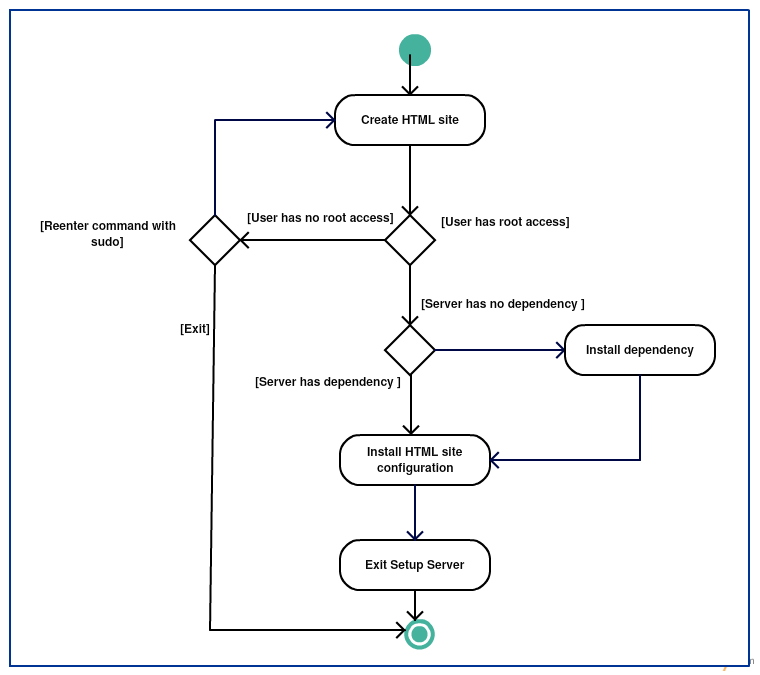 Create HTML site
[User has no root access]
[User has root access]
[Reenter command with
sudo]
[Server has no dependency ]
[Exit]
Install dependency
[Server has dependency ]
Install HTML site
configuration
Exit Setup Server